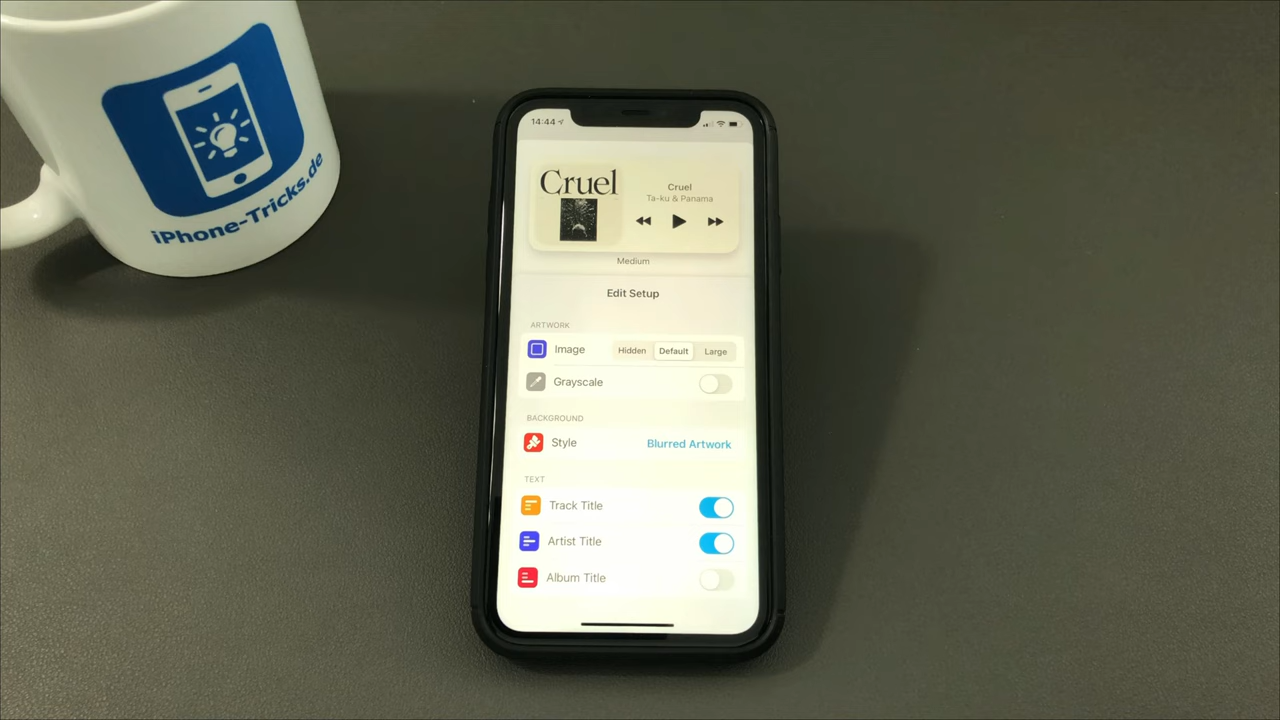 iPhone-Tricks.de
14:44
Cruel
Cruel
Ta-ku & Panama
Medium
Edit Setup
ARTWORK
Image Hidden Default Large
Grayscale
BACKGROUND
Style Blurred Artwork
TEXT
Track Title
Artist Title
Album Title